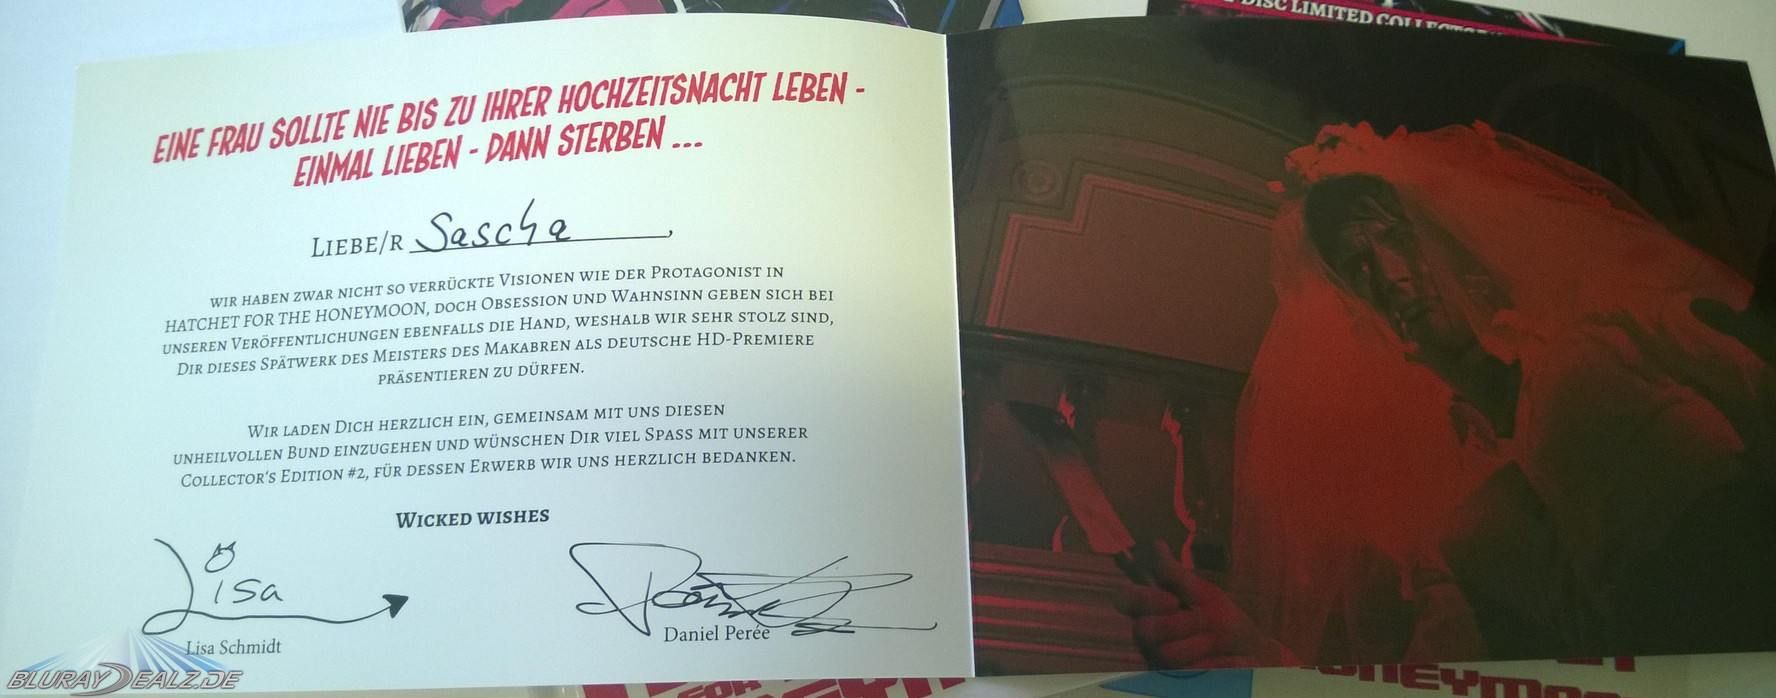 DISC LIMITED
EINE FRAU SOLLTE NIE BIS ZU IHRER HOCHZEITSNACHT LEBEN -
EINMAL LIEBEN - DANN STERBEN ...
LIEBE/R Sascha,
WIR HABEN ZWAR NICHT SO VERRÜCKTE VISIONEN WIE DER PROTAGONIST IN
HATCHET FOR THE HONEYMOON, DOCH OBSESSION UND WAHNSINN GEBEN SICH BEI
UNSEREN VERÖFFENTLICHUNGEN EBENFALLS DIE HAND, WESHALB WIR SEHR STOLZ SIND,
DIR DIESES SPÄTWERK DES MEISTERS DES MAKABREN ALS DEUTSCHE HD-PREMIERE
PRÄSENTIEREN ZU DÜRFEN.
WIR LADEN DICH HERZLICH EIN, GEMEINSAM MIT UNS DIESEN
UNHEILVOLLEN BUND EINZUGEHEN UND WÜNSCHEN DIR VIEL SPASS MIT UNSERER
COLLECTOR'S EDITION #2, FÜR DESSEN ERWERB WIR UNS HERZLICH BEDANKEN.
WICKED WISHES
Lisa
Lisa Schmidt
Daniel Perée
BLURAYDEALZ.DE